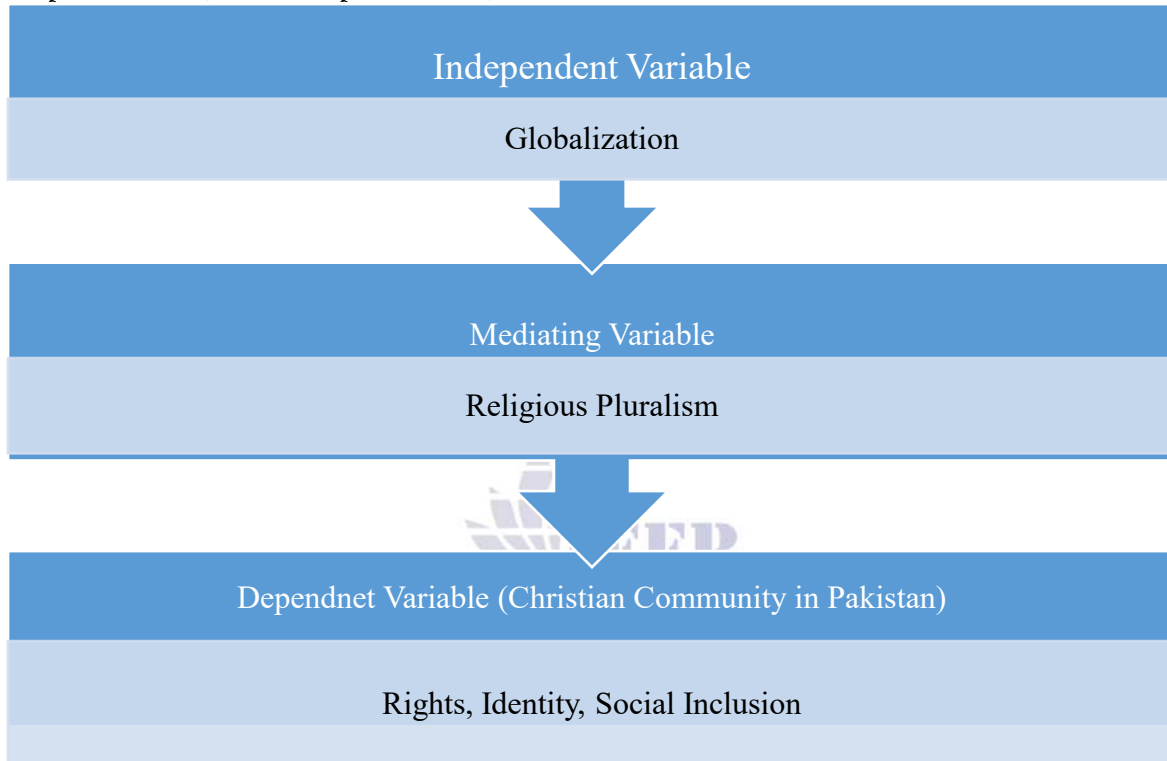 Independent Variable
Globalization
Mediating Variable
Religious Pluralism
Dependnet Variable (Christian Community in Pakistan)
Rights, Identity, Social Inclusion